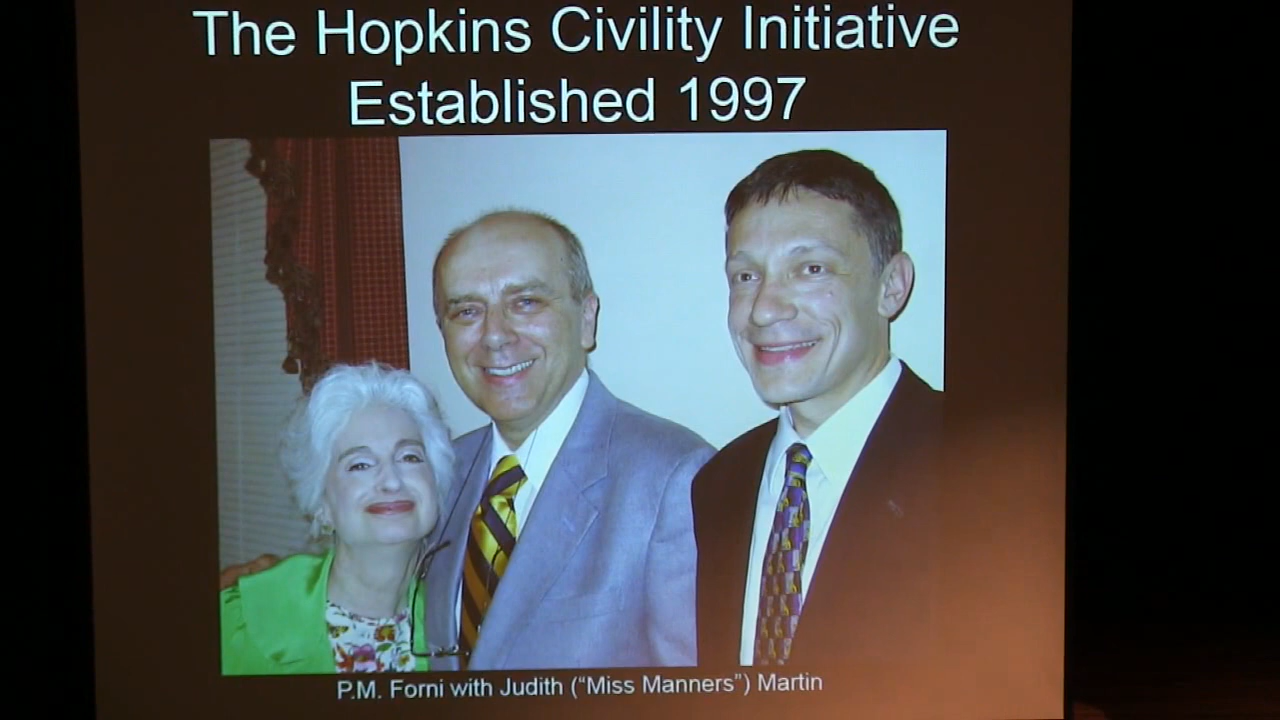 The Hopkins Civility Initiative
Established 1997
P.M. Forni with Judith (“Miss Manners”) Martin